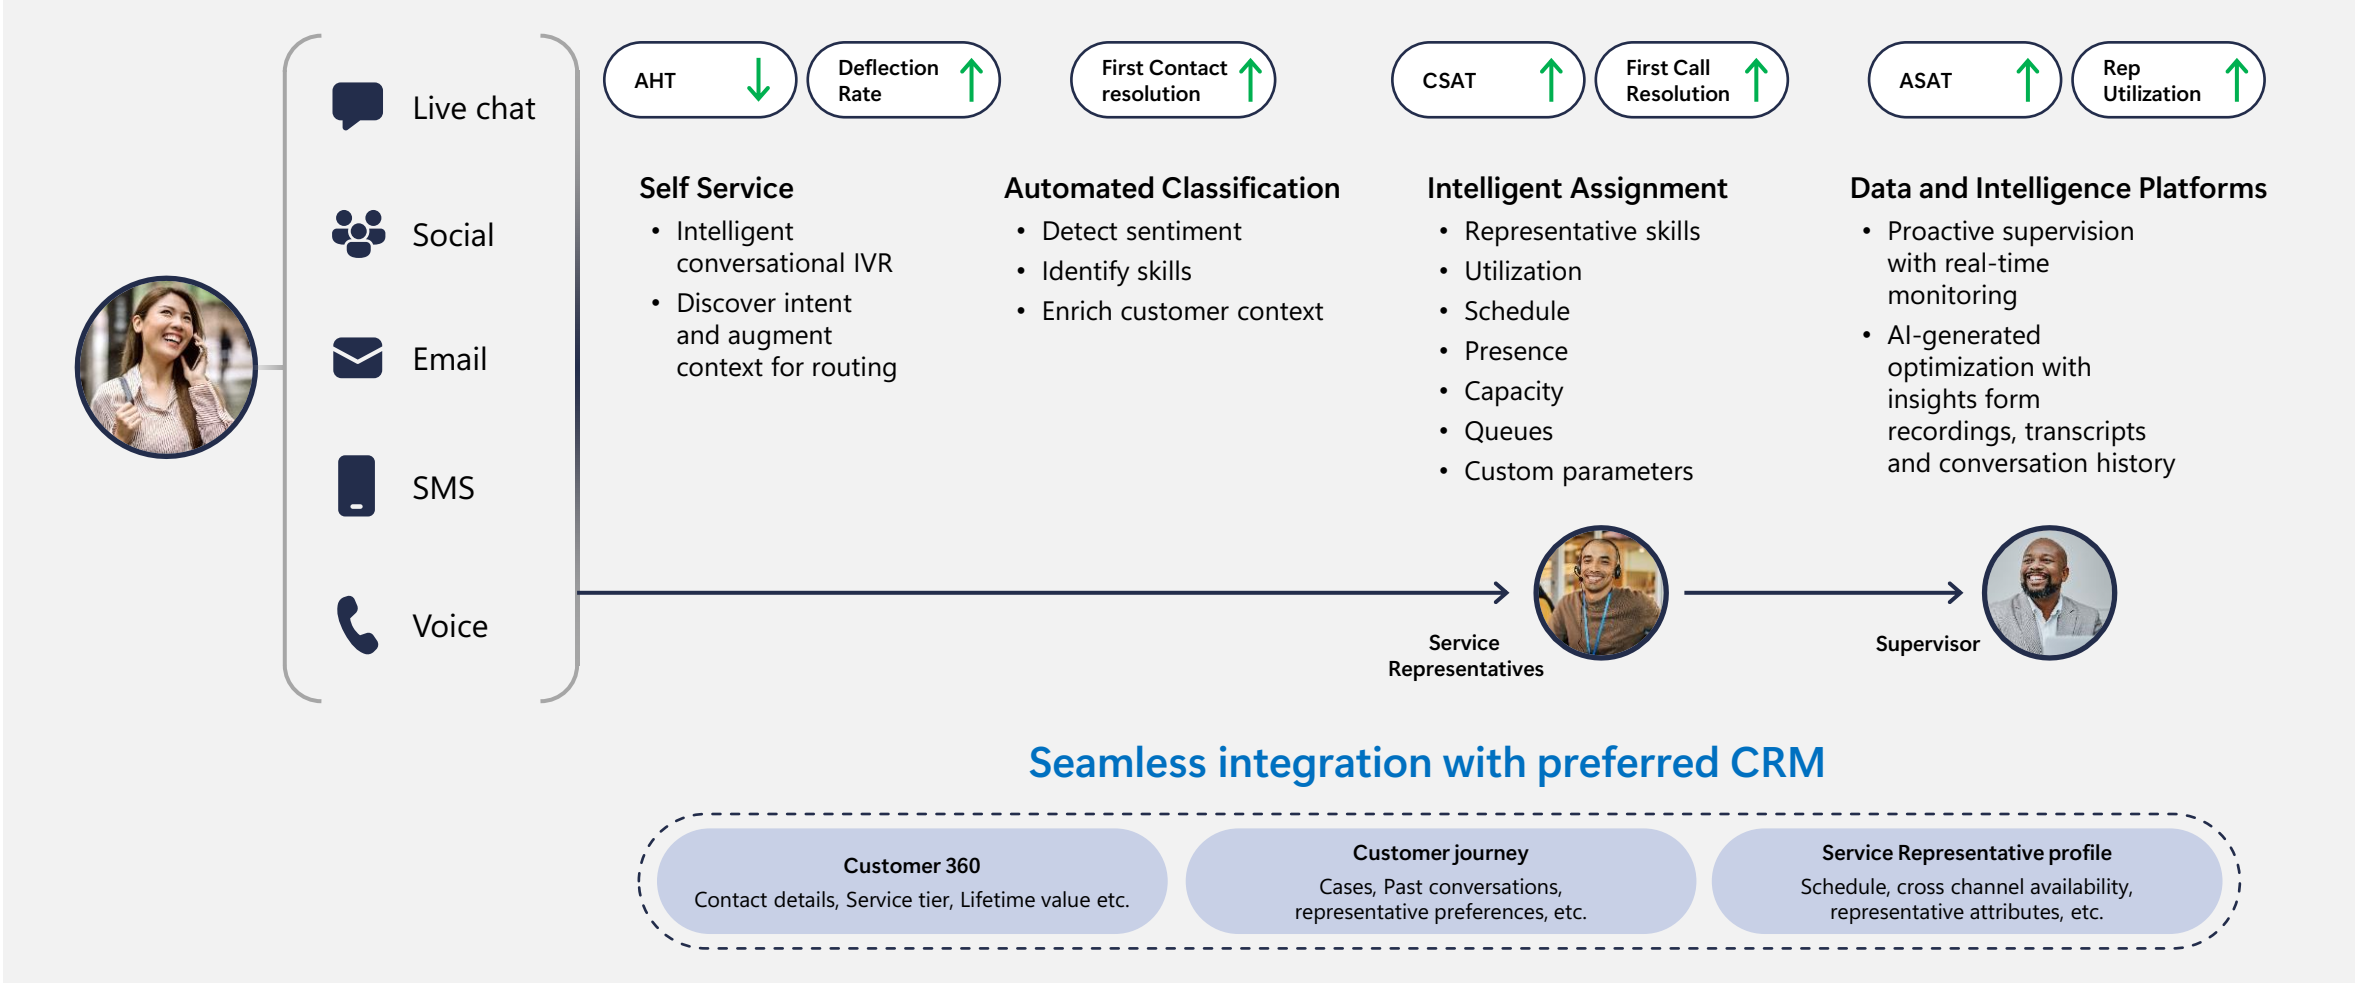 Live chat
Social
Email
SMS
Voice
AHT
Deflection
Rate
First Contact
resolution
CSAT
First Call
Resolution
ASAT
Rep
Utilization
Self Service
• Intelligent
conversational IVR
• Discover intent
and augment
context for routing
Automated Classification
• Detect sentiment
• Identify skills
• Enrich customer context
Intelligent Assignment
• Representative skills
• Utilization
• Schedule
• Presence
• Capacity
• Queues
• Custom parameters
Data and Intelligence Platforms
• Proactive supervision
with real-time
monitoring
• AI-generated
optimization with
insights form
recordings, transcripts
and conversation history
Service
Representatives
Supervisor
Seamless integration with preferred CRM
Customer 360
Contact details, Service tier, Lifetime value etc.
Customer journey
Cases, Past conversations,
representative preferences, etc.
Service Representative profile
Schedule, cross channel availability,
representative attributes, etc.